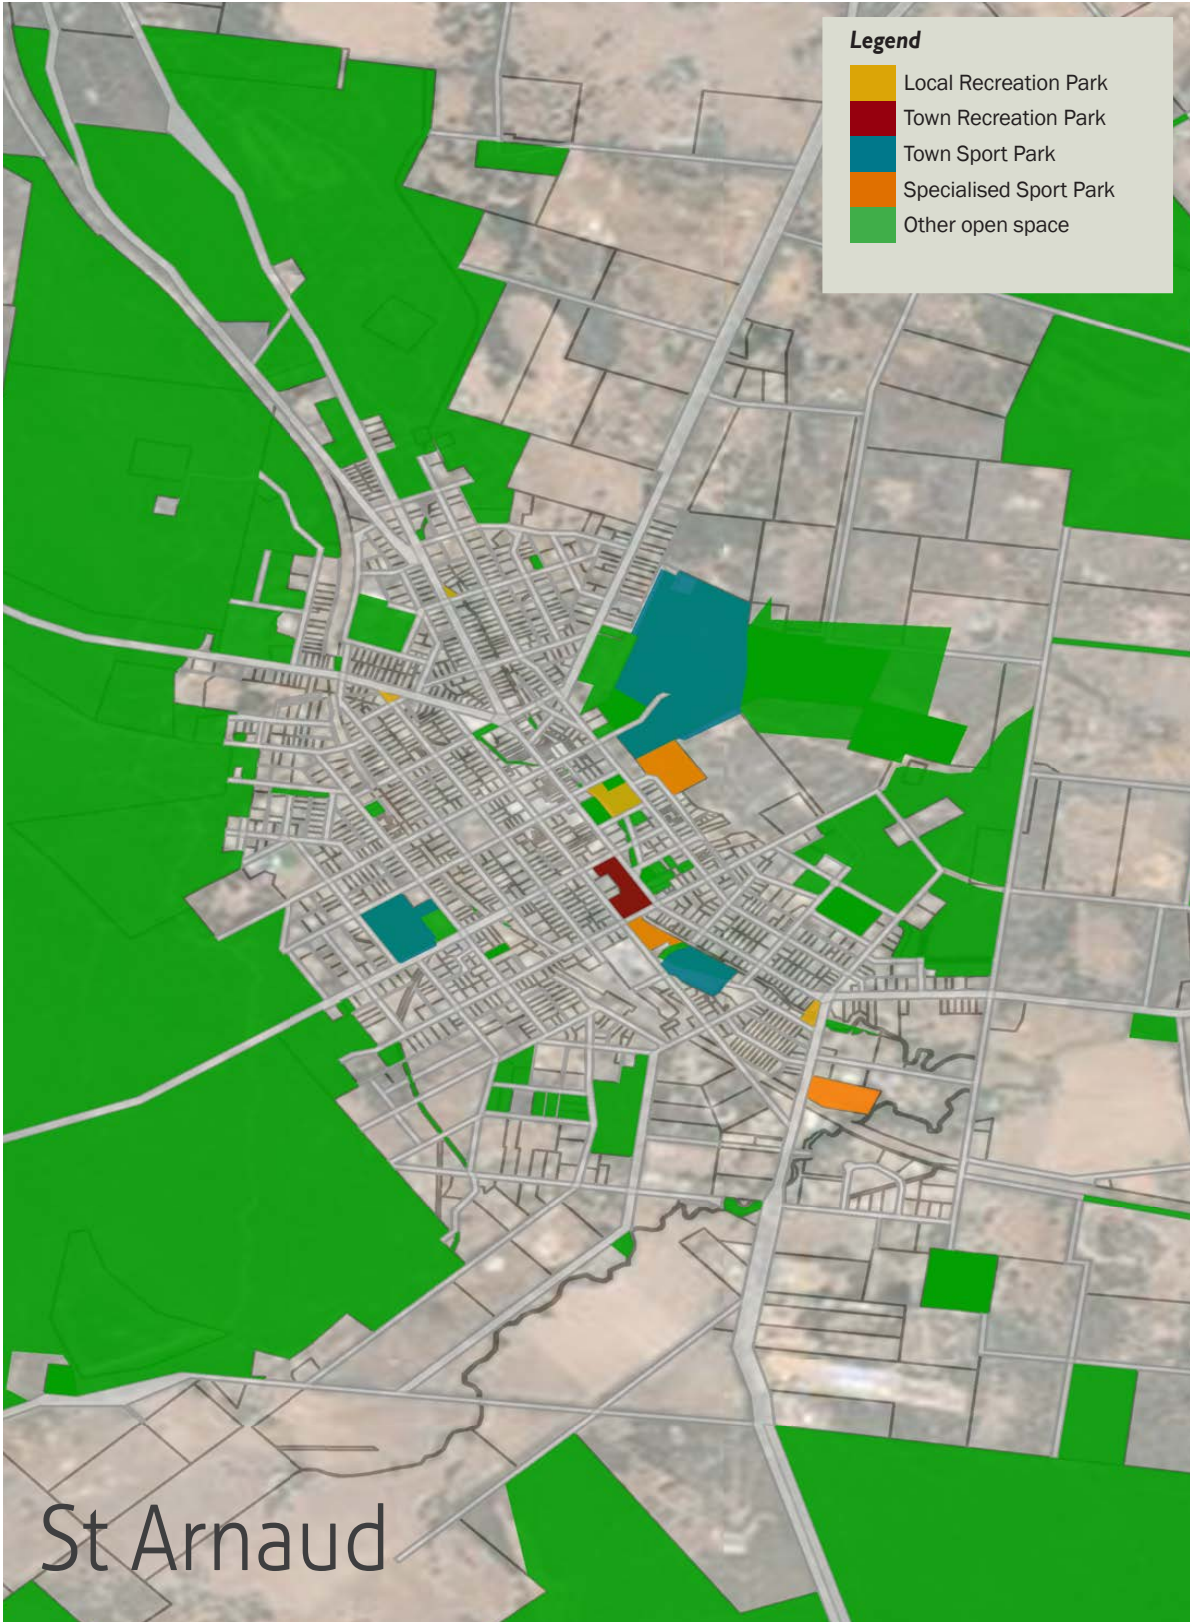 Legend
Local Recreation Park
Town Recreation Park
Town Sport Park
Specialised Sport Park
Other open space
St Arnaud